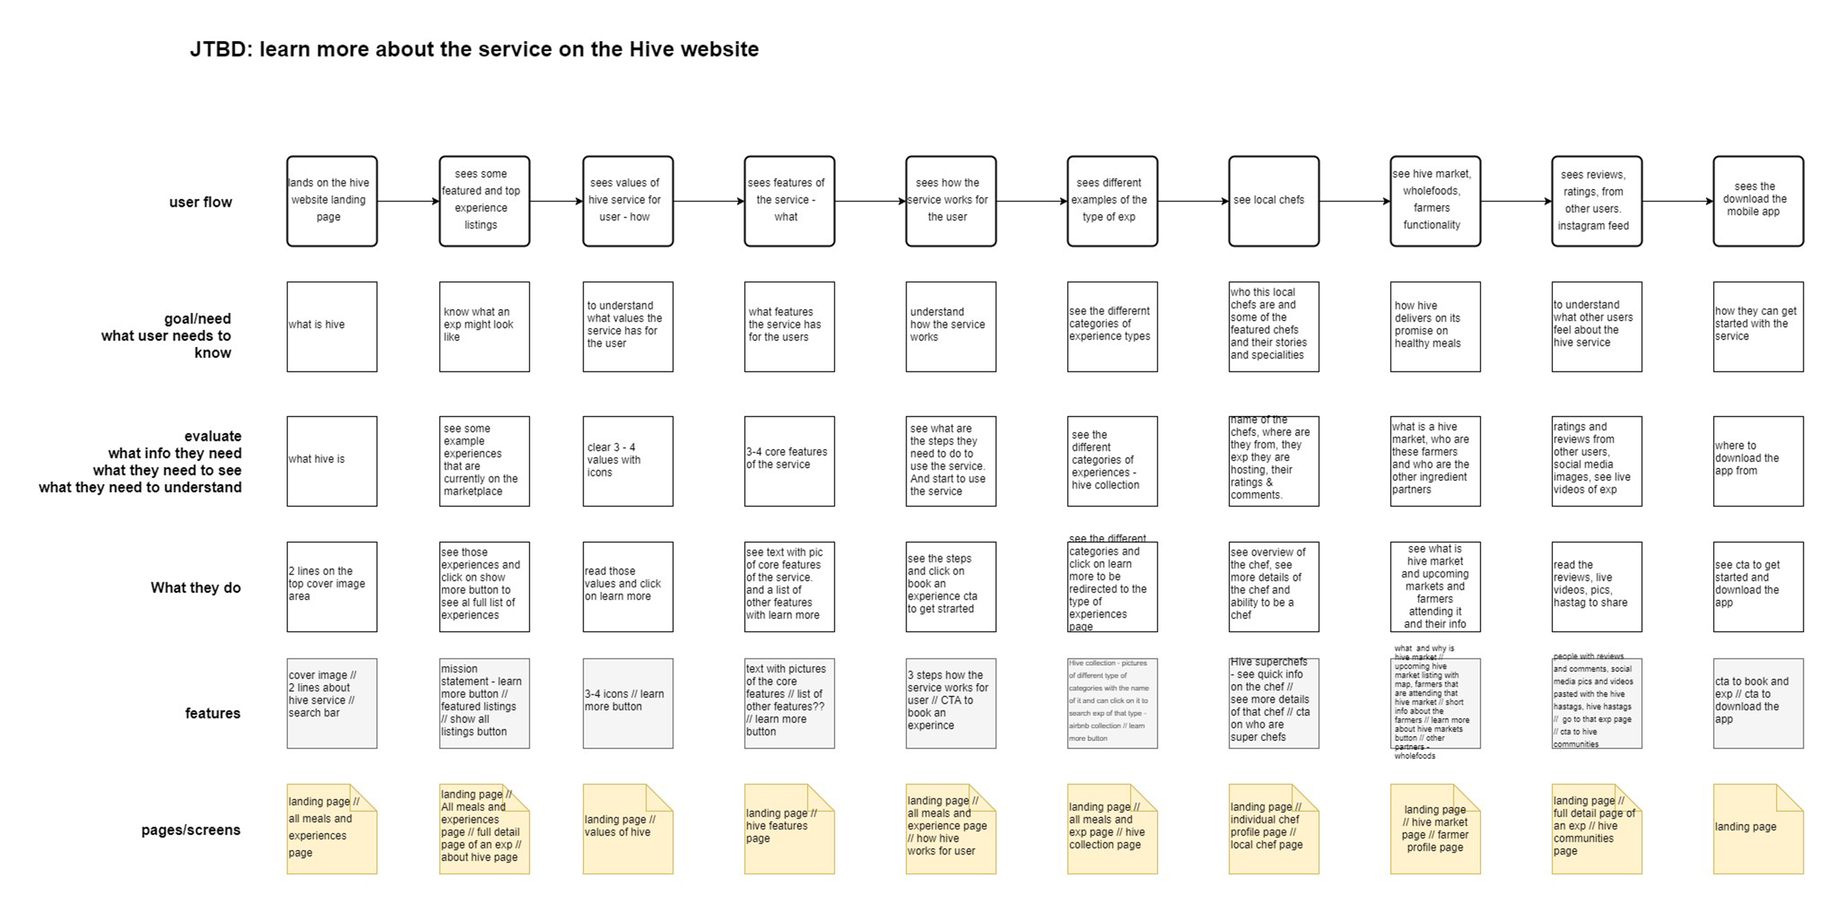 JTBD: learn more about the service on the Hive website
user flow
lands on the hive
website landing
page
sees some
featured and top
experience
listings
sees values of
hive service for
user - how
sees features of
the service -
what
sees how the
service works for
the user
sees different
examples of the
type of exp
see local chefs
see hive market,
wholefoods,
farmers
functionality
sees reviews,
ratings, from
other users.
instagram feed
sees the
download the
mobile app
goal/need
what user needs to
know
what is hive
know what an
exp might look
like
to understand
what values the
service has for
the user
what features
the service has
for the users
understand
how the service
works
see the differernt
categories of
experience types
who this local
chefs are and
some of the
featured chefs
and their stories
and specialities
how hive
delivers on its
promise on
healthy meals
to understand
what other users
feel about the
hive service
how they can get
started with the
service
evaluate
what info they need
what they need to see
what they need to understand
what hive is
see some
example
experiences
that are
currently on the
marketplace
clear 3 - 4
values with
icons
3-4 core features
of the service
see what are
the steps they
need to do to
use the service.
And start to use
the service
see the
different
categories of
experiences -
hive collection
name of the
chefs, where are
they from, they
exp they are
hosting, their
ratings &
comments.
what is a hive
market, who are
these farmers
and who are the
other ingredient
partners
ratings and
reviews from
other users,
social media
images, see live
videos of exp
where to
download the
app from
What they do
2 lines on the
top cover image
area
see those
experiences and
click on show
more button to
see al full list of
experiences
read those
values and click
on learn more
see text with pic
of core features
of the service.
and a list of
other features
with learn more
see the steps
and click on
book an
experience cta
to get strarted
see the different
categories and
click on learn
more to be
redirected to the
type of
experiences
page
see overview of
the chef, see
more details of
the chef and
ability to be a
chef
see what is
hive market
and upcoming
markets and
farmers
attending it
and their info
read the
reviews, live
videos, pics,
hastag to share
see cta to get
started and
download the
app
features
cover image //
2 lines about
hive service //
search bar
mission
statement - learn
more button //
featured listings
// show all
listings button
3-4 icons // learn
more button
text with pictures
of the core
features // list of
other features??
// learn more
button
3 steps how the
service works for
user // CTA to
book an
experince
Hive collection - pictures
of different type of
categories with the name
of it and can click on it to
search exp of that type -
airbnb collection // learn
more button
Hive superchefs
- see quick info
on the chef //
see more details
of that chef // cta
on who are
super chefs
what  and why is
hive market //
upcoming hive
market listing with
map, farmers that
are attending that
hive market // short
info about the
farmers // learn more
about hive markets
button // other
partners -
wholefoods
people with reviews
and comments, social
media pics and videos
pasted with the hive
hastags, hive hastags
//  go to that exp page
// cta to hive
communities
cta to book and
exp // cta to
download the
app
pages/screens
landing page //
all meals and
experiences
page
landing page //
All meals and
experiences
page // full detail
page of an exp //
about hive page
landing page //
values of hive
landing page //
hive features
page
landing page //
all meals and
experience page
// how hive
works for user
landing page //
all meals and
exp page // hive
collection page
landing page //
individual chef
profile page //
local chef page
landing page
// hive market
page // farmer
profile page
landing page //
full detail page of
an exp // hive
communities
page
landing page